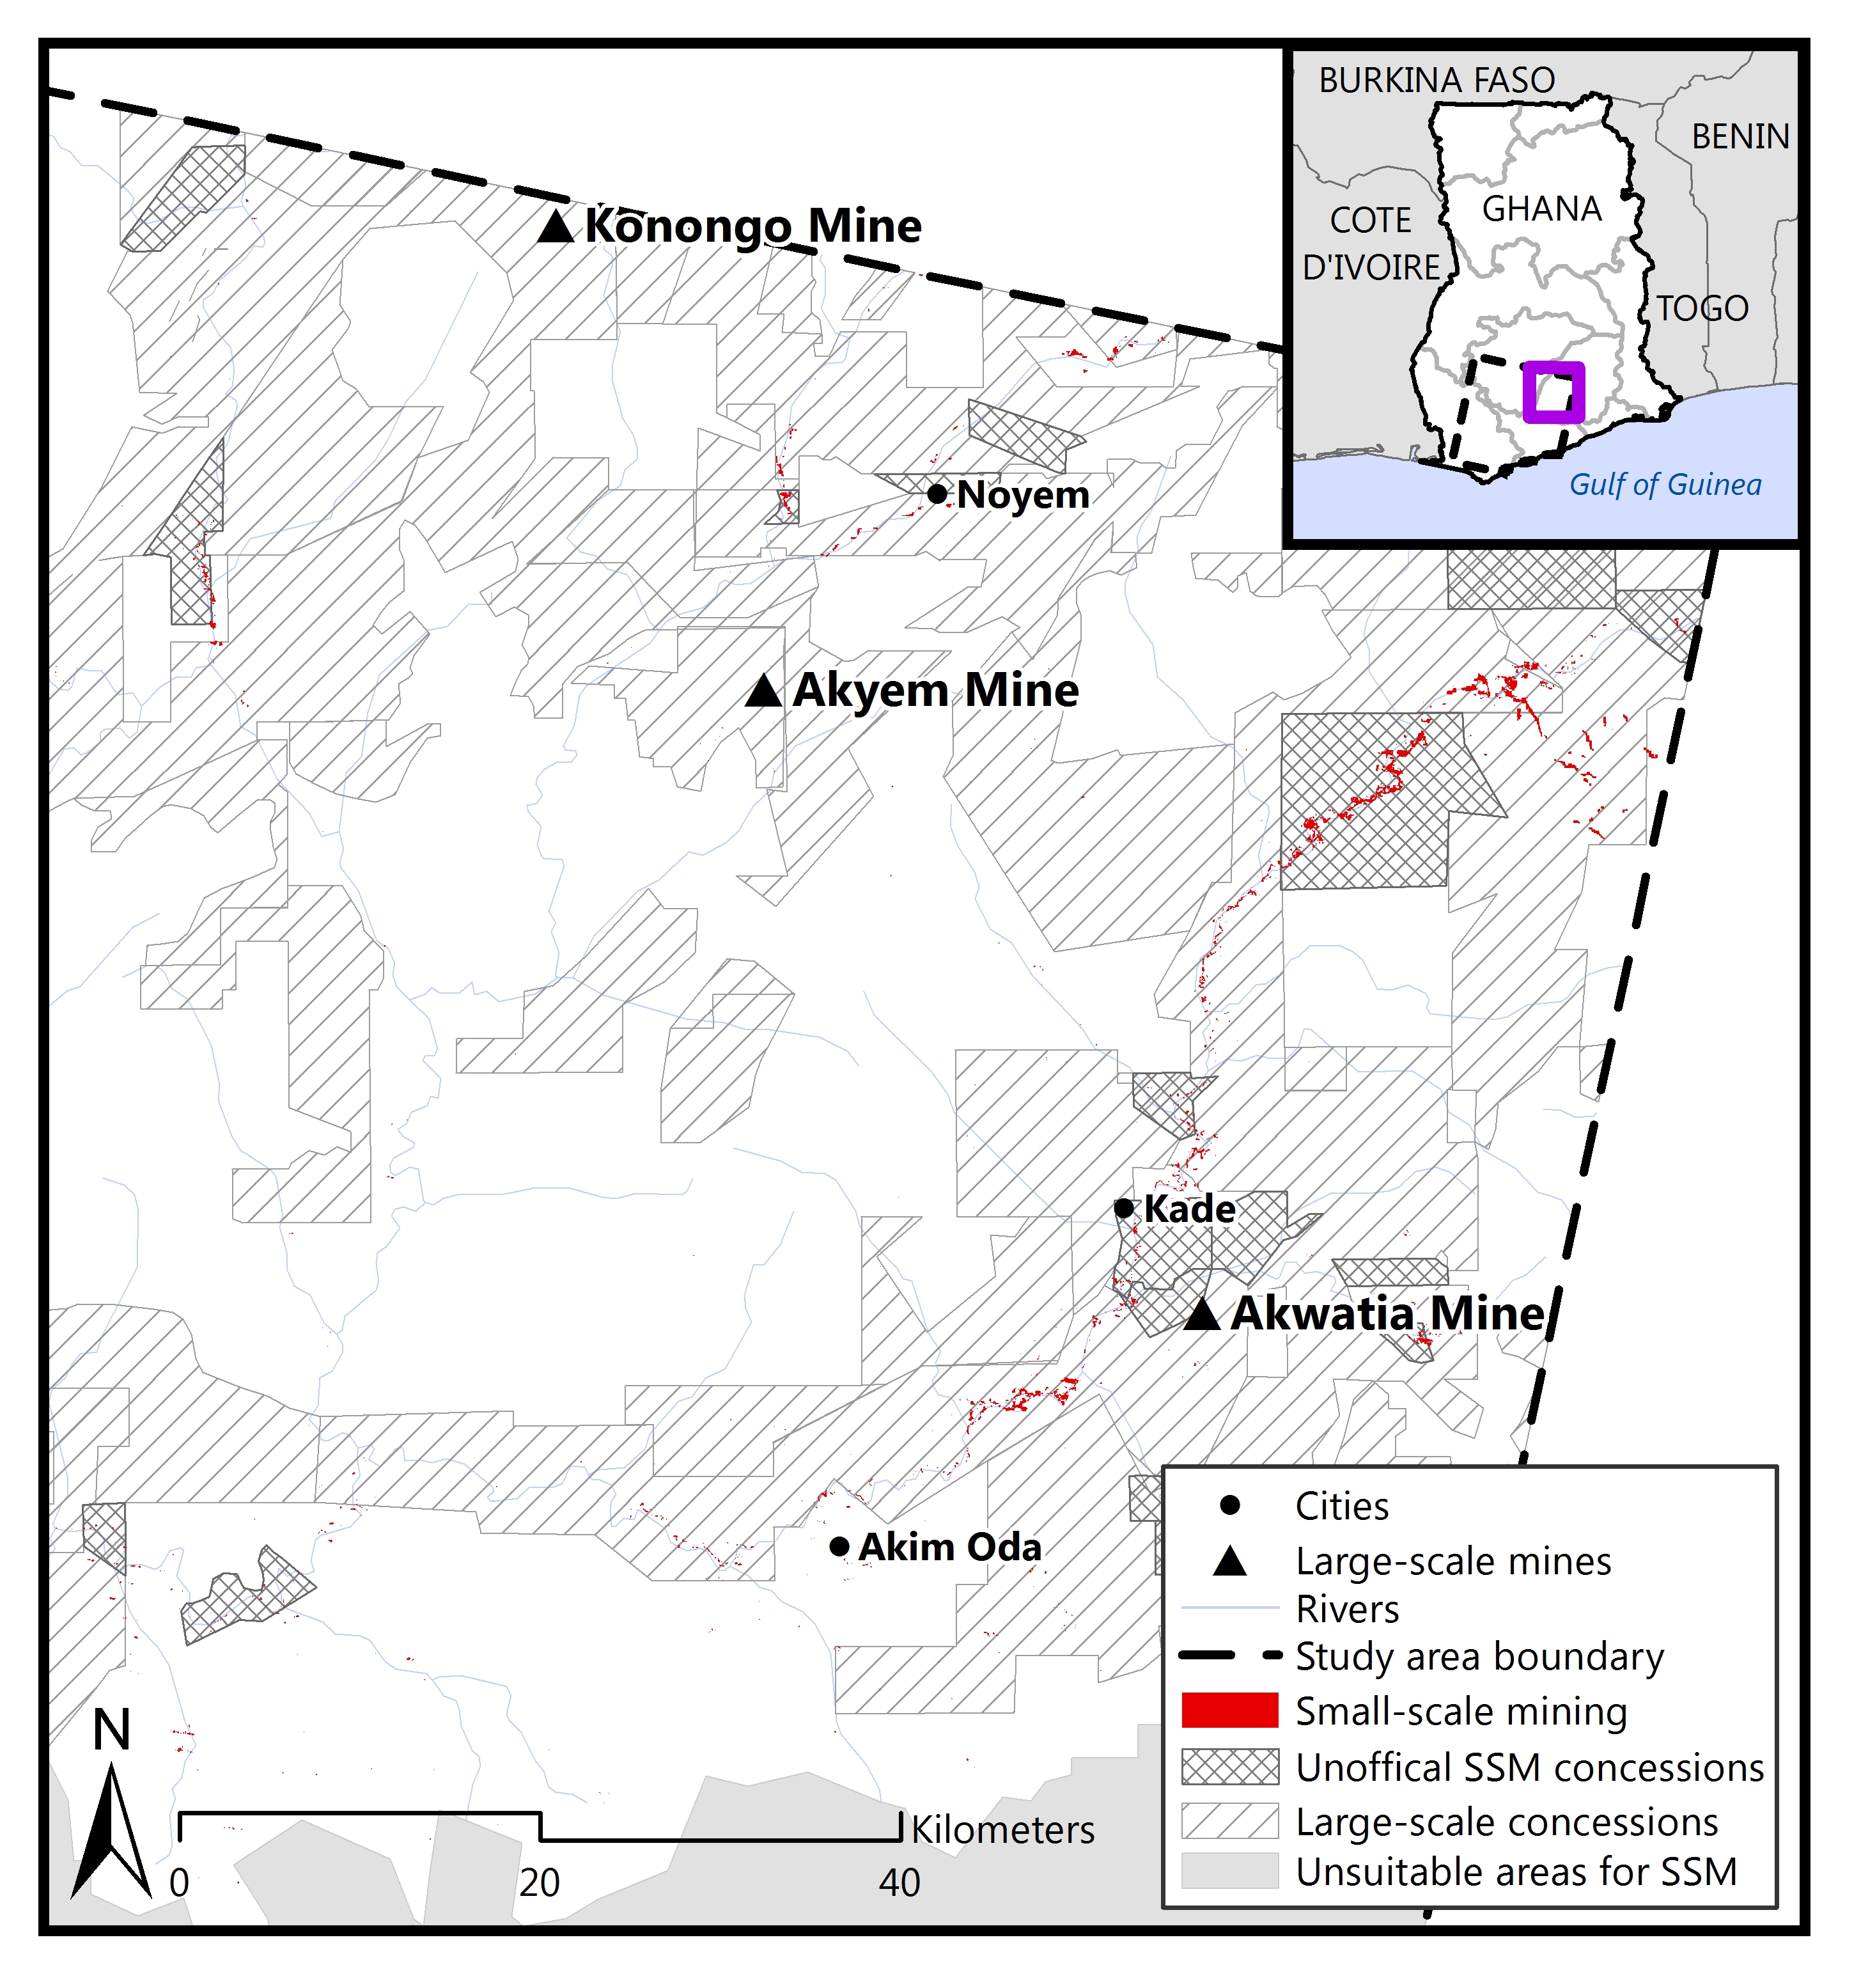 BURKINA FASO
BENIN
GHANA
COTE
D'IVOIRE
TOGO
Gulf of Guinea
Konongo Mine
Noyem
Akyem Mine
Kade
Akwatia Mine
Akim Oda
N
0 20 40
Kilometers
Cities
Large-scale mines
Rivers
Study area boundary
Small-scale mining
Unoffical SSM concessions
Large-scale concessions
Unsuitable areas for SSM